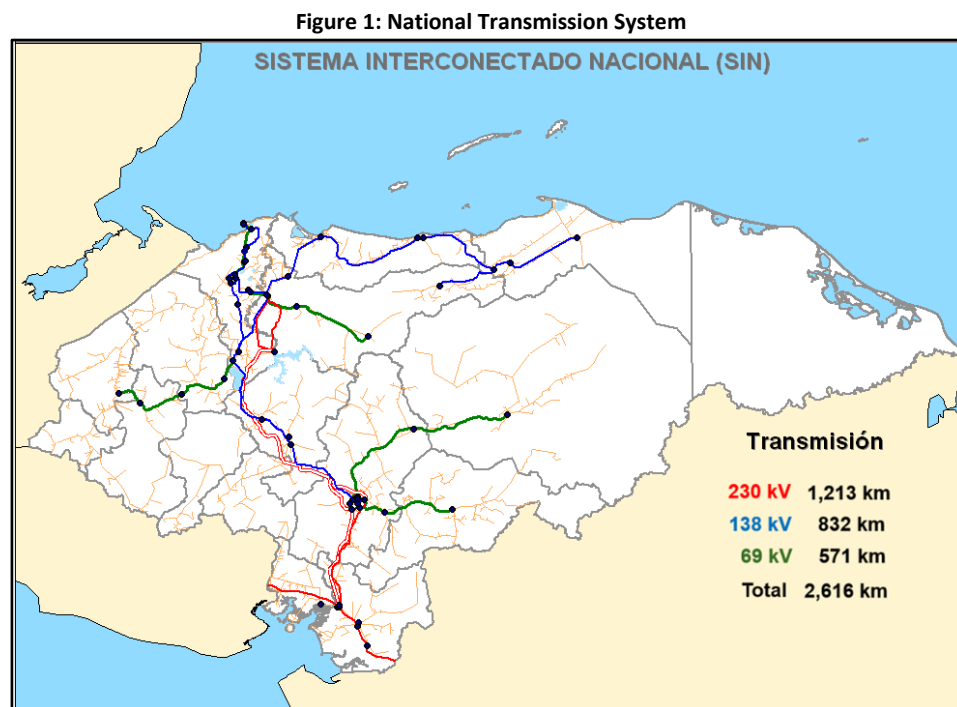 Figure 1: National Transmission System
SISTEMA INTERCONECTADO NACIONAL (SIN)
Transmisión
230 kV 1,213 km
138 kV 832 km
69 kV 571 km
Total 2,616 km